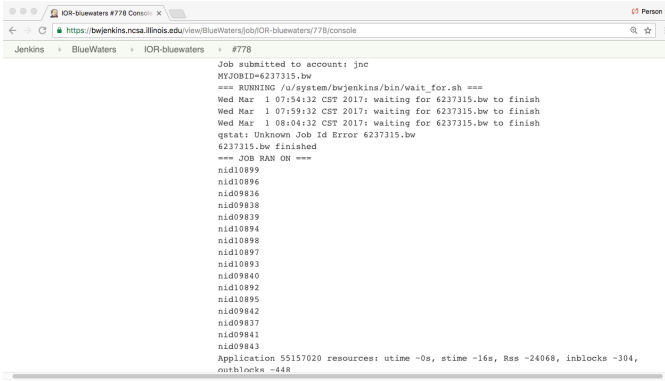 IOR-bluewaters #778 Console
Person
https://bwjenkins.ncsa.illinois.edu/view/BlueWaters/job/IOR-bluewaters/778/console
Jenkins BlueWaters IOR-bluewaters #778
Job submitted to account: jnc
MYJOBID=6237315.bw
=== RUNNING /u/system/bwjenkins/bin/wait_for.sh ===
Wed Mar  1 07:54:32 CST 2017: waiting for 6237315.bw to finish
Wed Mar  1 07:59:32 CST 2017: waiting for 6237315.bw to finish
Wed Mar  1 08:04:32 CST 2017: waiting for 6237315.bw to finish
qstat: Unknown Job Id Error 6237315.bw
6237315.bw finished
=== JOB RAN ON ===
nid10899
nid10896
nid09836
nid09838
nid09839
nid10894
nid10898
nid10897
nid10893
nid09840
nid10892
nid10895
nid09842
nid09837
nid09841
nid09843
Application 55157020 resources: utime ~0s, stime ~16s, Rss ~24068, inblocks ~304,
outblocks ~448